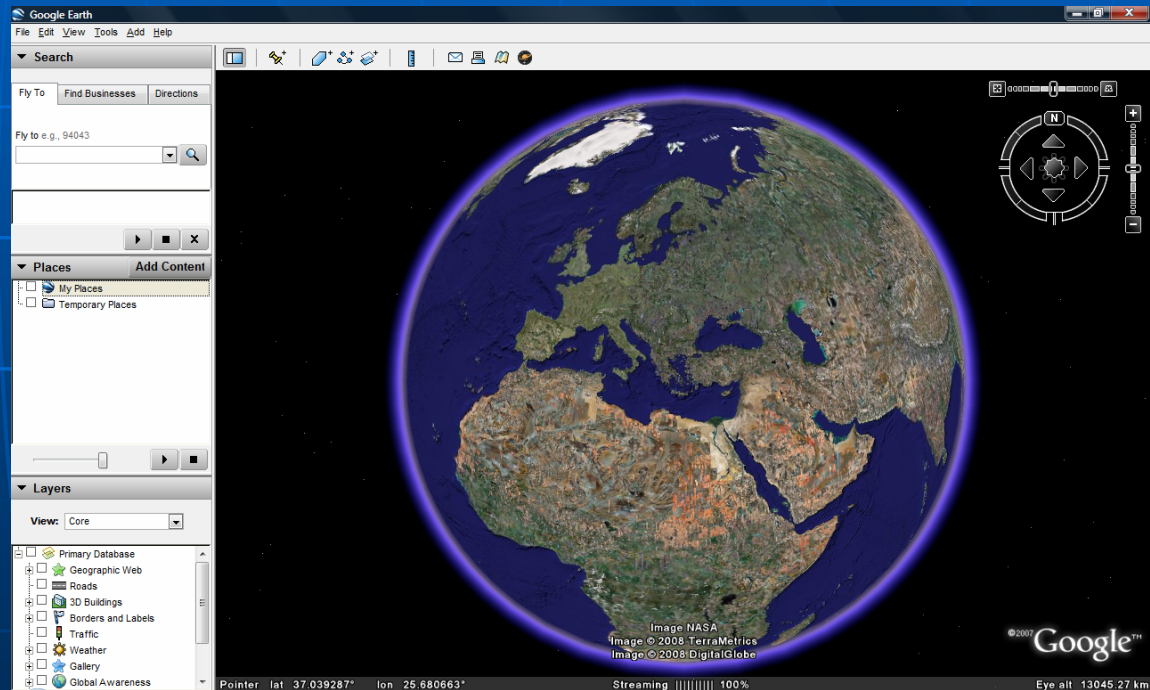 Google Earth
File Edit View Tools Add Help
Search
Fly To Find Businesses Directions
Fly to e.g., 94043
Places Add Content
My Places
Temporary Places
Layers
View: Core
Primary Database
Geographic Web
Roads
3D Buildings
Borders and Labels
Traffic
Weather
Gallery
Global Awareness
N
Image NASA
Image © 2008 TerraMetrics
Image © 2008 DigitalGlobe
©2007 Google™
Pointer lat 37.039287° lon 25.680663° Streaming ||||||||| 100% Eye alt 13045.27 km